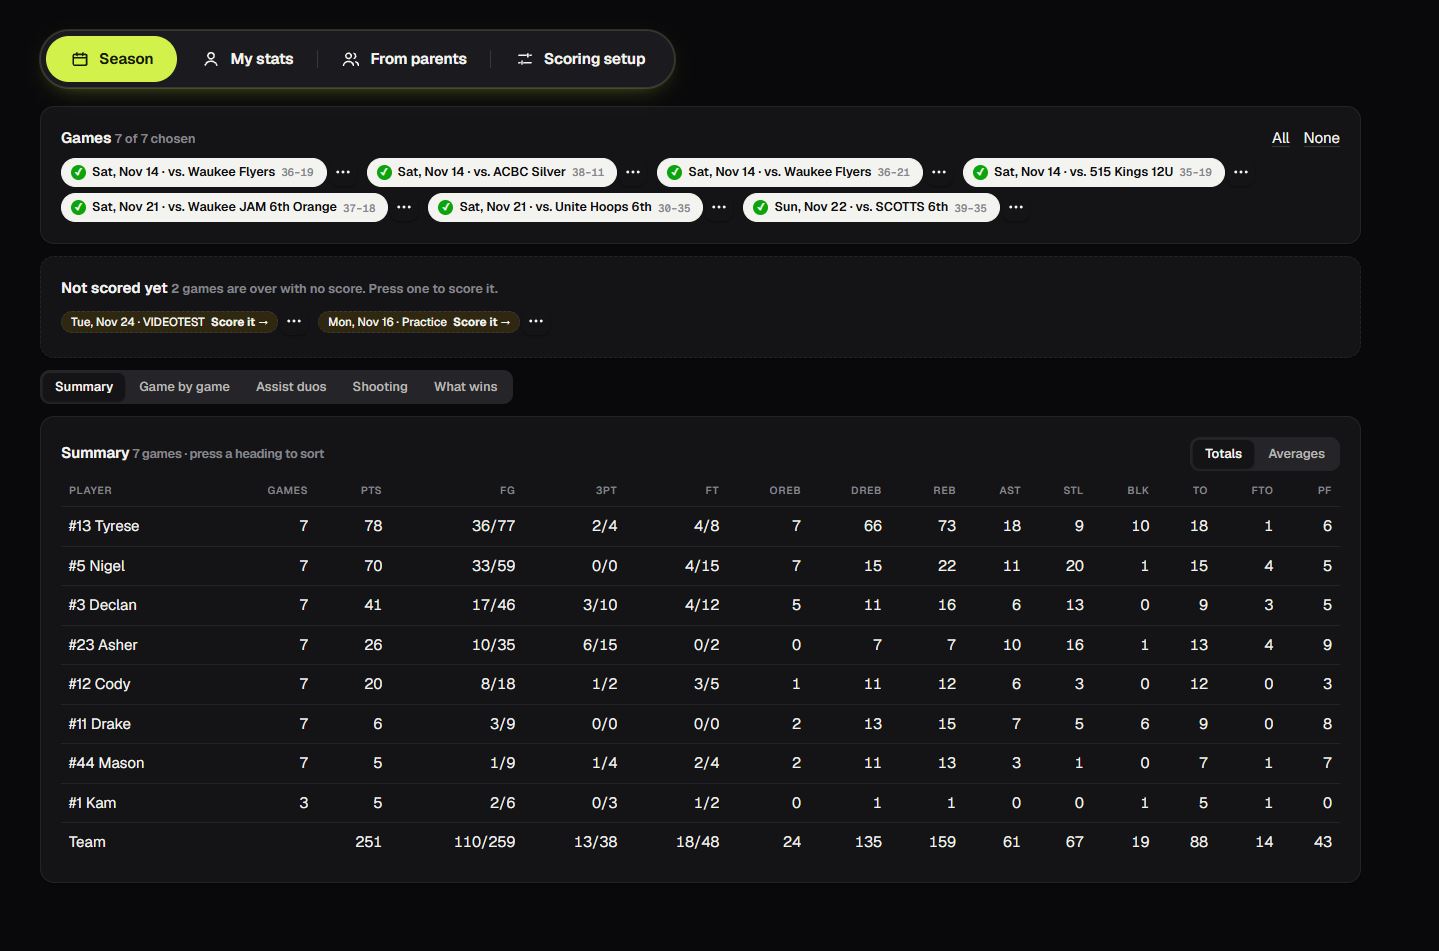 Season My stats From parents Scoring setup
Games 7 of 7 chosen All None
Sat, Nov 14 · vs. Waukee Flyers 36–19 ··· Sat, Nov 14 · vs. ACBC Silver 38–11 ··· Sat, Nov 14 · vs. Waukee Flyers 36–21 ··· Sat, Nov 14 · vs. 515 Kings 12U 35–19 ···
Sat, Nov 21 · vs. Waukee JAM 6th Orange 37–18 ··· Sat, Nov 21 · vs. Unite Hoops 6th 30–35 ··· Sun, Nov 22 · vs. SCOTTS 6th 39–35 ···
Not scored yet 2 games are over with no score. Press one to score it.
Tue, Nov 24 · VIDEOTEST Score it → ··· Mon, Nov 16 · Practice Score it → ···
Summary Game by game Assist duos Shooting What wins
Summary 7 games · press a heading to sort Totals Averages
PLAYER GAMES PTS FG 3PT FT OREB DREB REB AST STL BLK TO FTO PF
#13 Tyrese 7 78 36/77 2/4 4/8 7 66 73 18 9 10 18 1 6
#5 Nigel 7 70 33/59 0/0 4/15 7 15 22 11 20 1 15 4 5
#3 Declan 7 41 17/46 3/10 4/12 5 11 16 6 13 0 9 3 5
#23 Asher 7 26 10/35 6/15 0/2 0 7 7 10 16 1 13 4 9
#12 Cody 7 20 8/18 1/2 3/5 1 11 12 6 3 0 12 0 3
#11 Drake 7 6 3/9 0/0 0/0 2 13 15 7 5 6 9 0 8
#44 Mason 7 5 1/9 1/4 2/4 2 11 13 3 1 0 7 1 7
#1 Kam 3 5 2/6 0/3 1/2 0 1 1 0 0 1 5 1 0
Team 251 110/259 13/38 18/48 24 135 159 61 67 19 88 14 43